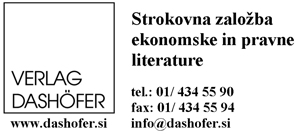 VERLAG
DASHÖFER
www.dashofer.si
Strokovna založba
ekonomske in pravne
literature
tel.: 01/ 434 55 90
fax: 01/ 434 55 94
info@dashofer.si